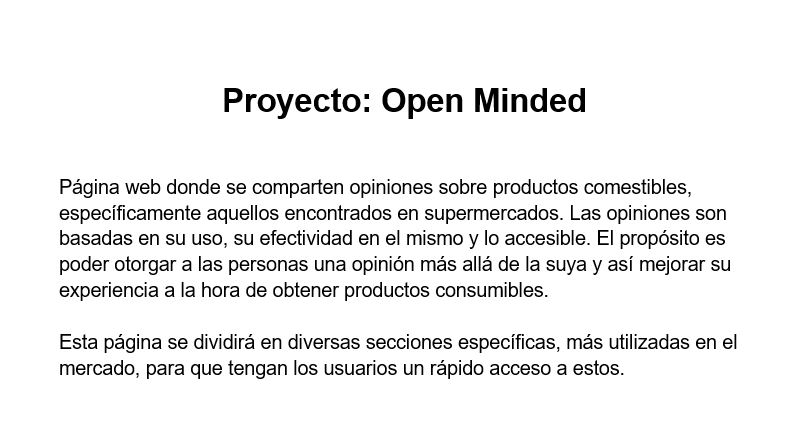 Proyecto: Open Minded
Página web donde se comparten opiniones sobre productos comestibles,
específicamente aquellos encontrados en supermercados. Las opiniones son
basadas en su uso, su efectividad en el mismo y lo accesible. El propósito es
poder otorgar a las personas una opinión más allá de la suya y así mejorar su
experiencia a la hora de obtener productos consumibles.
Esta página se dividirá en diversas secciones específicas, más utilizadas en el
mercado, para que tengan los usuarios un rápido acceso a estos.